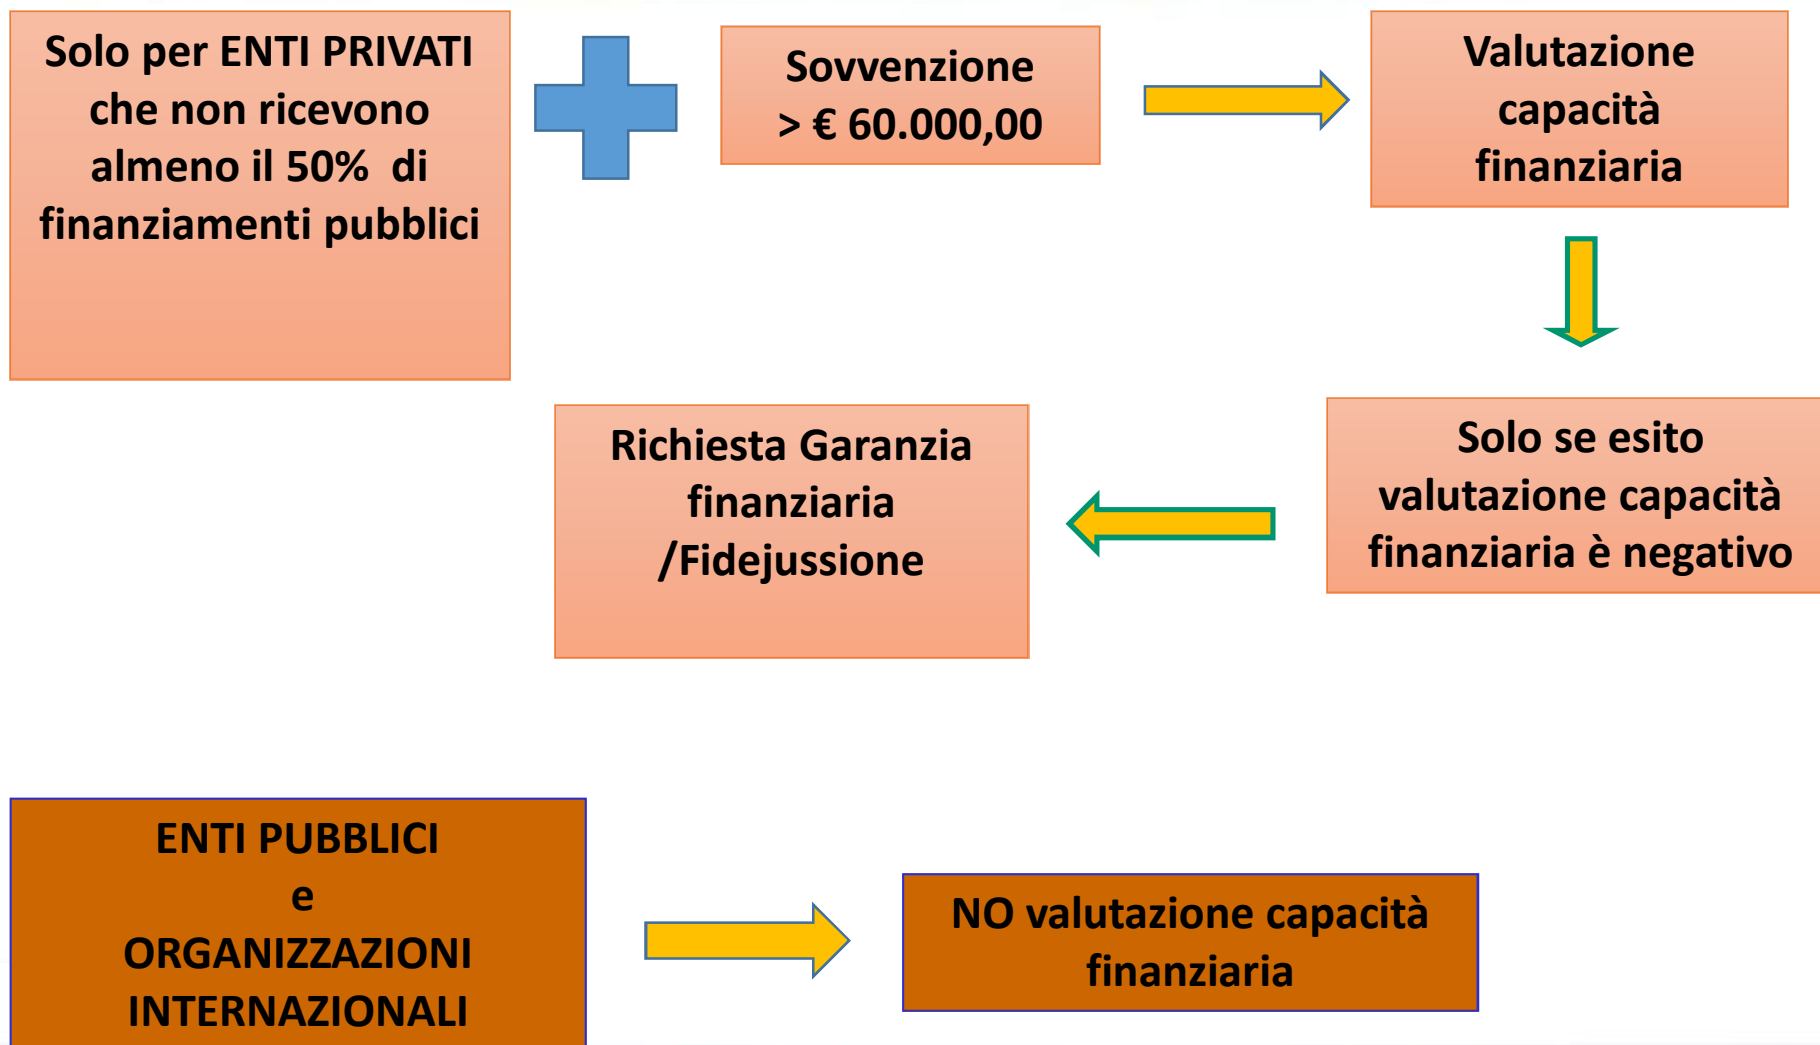 Solo per ENTI PRIVATI
che non ricevono
almeno il 50% di
finanziamenti pubblici
Sovvenzione
> € 60.000,00
Valutazione
capacità
finanziaria
Solo se esito
valutazione capacità
finanziaria è negativo
Richiesta Garanzia
finanziaria
/Fidejussione
ENTI PUBBLICI
e
ORGANIZZAZIONI
INTERNAZIONALI
NO valutazione capacità
finanziaria